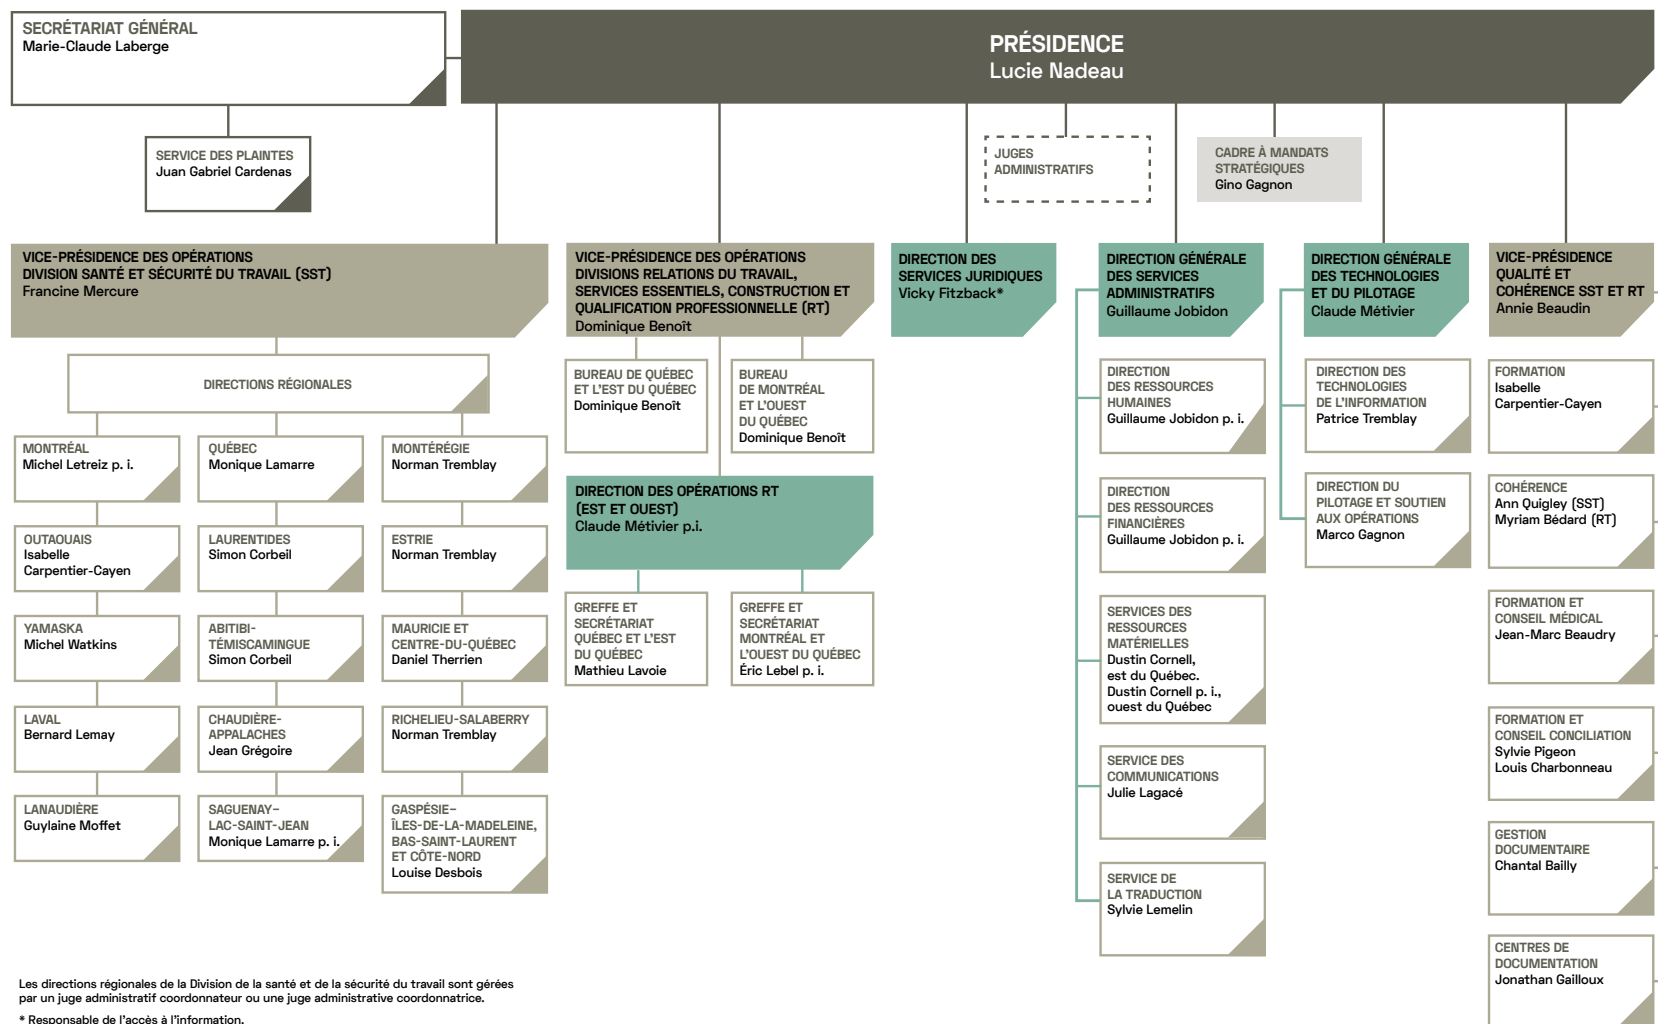 SECRÉTARIAT GÉNÉRAL
Marie-Claude Laberge
PRÉSIDENCE
Lucie Nadeau
SERVICE DES PLAINTES
Juan Gabriel Cardenas
JUGES
ADMINISTRATIFS
CADRE À MANDATS
STRATÉGIQUES
Gino Gagnon
VICE-PRÉSIDENCE DES OPÉRATIONS
DIVISION SANTÉ ET SÉCURITÉ DU TRAVAIL (SST)
Francine Mercure
DIRECTIONS RÉGIONALES
MONTRÉAL
Michel Letreiz p. i.
OUTAOUAIS
Isabelle
Carpentier-Cayen
YAMASKA
Michel Watkins
LAVAL
Bernard Lemay
LANAUDIÈRE
Guylaine Moffet
QUÉBEC
Monique Lamarre
LAURENTIDES
Simon Corbeil
ABITIBI-
TÉMISCAMINGUE
Simon Corbeil
CHAUDIÈRE-
APPALACHES
Jean Grégoire
SAGUENAY–
LAC-SAINT-JEAN
Monique Lamarre p. i.
MONTÉRÉGIE
Norman Tremblay
ESTRIE
Norman Tremblay
MAURICIE ET
CENTRE-DU-QUÉBEC
Daniel Therrien
RICHELIEU-SALABERRY
Norman Tremblay
GASPÉSIE–
ÎLES-DE-LA-MADELEINE,
BAS-SAINT-LAURENT
ET CÔTE-NORD
Louise Desbois
VICE-PRÉSIDENCE DES OPÉRATIONS
DIVISIONS RELATIONS DU TRAVAIL,
SERVICES ESSENTIELS, CONSTRUCTION ET
QUALIFICATION PROFESSIONNELLE (RT)
Dominique Benoît
BUREAU DE QUÉBEC
ET L'EST DU QUÉBEC
Dominique Benoît
BUREAU
DE MONTRÉAL
ET L'OUEST
DU QUÉBEC
Dominique Benoît
DIRECTION DES OPÉRATIONS RT
(EST ET OUEST)
Claude Métivier p.i.
GREFFE ET
SECRÉTARIAT
QUÉBEC ET L'EST
DU QUÉBEC
Mathieu Lavoie
GREFFE ET
SECRÉTARIAT
MONTRÉAL ET
L'OUEST DU QUÉBEC
Éric Lebel p. i.
DIRECTION DES
SERVICES JURIDIQUES
Vicky Fitzback*
DIRECTION GÉNÉRALE
DES SERVICES
ADMINISTRATIFS
Guillaume Jobidon
DIRECTION
DES RESSOURCES
HUMAINES
Guillaume Jobidon p. i.
DIRECTION
DES RESSOURCES
FINANCIÈRES
Guillaume Jobidon p. i.
SERVICES DES
RESSOURCES
MATÉRIELLES
Dustin Cornell,
est du Québec.
Dustin Cornell p. i.,
ouest du Québec
SERVICE DES
COMMUNICATIONS
Julie Lagacé
SERVICE DE
LA TRADUCTION
Sylvie Lemelin
DIRECTION GÉNÉRALE
DES TECHNOLOGIES
ET DU PILOTAGE
Claude Métivier
DIRECTION DES
TECHNOLOGIES
DE L'INFORMATION
Patrice Tremblay
DIRECTION DU
PILOTAGE ET SOUTIEN
AUX OPÉRATIONS
Marco Gagnon
VICE-PRÉSIDENCE
QUALITÉ ET
COHÉRENCE SST ET RT
Annie Beaudin
FORMATION
Isabelle
Carpentier-Cayen
COHÉRENCE
Ann Quigley (SST)
Myriam Bédard (RT)
FORMATION ET
CONSEIL MÉDICAL
Jean-Marc Beaudry
FORMATION ET
CONSEIL CONCILIATION
Sylvie Pigeon
Louis Charbonneau
GESTION
DOCUMENTAIRE
Chantal Bailly
CENTRES DE
DOCUMENTATION
Jonathan Gailloux
Les directions régionales de la Division de la santé et de la sécurité du travail sont gérées
par un juge administratif coordonnateur ou une juge administrative coordonnatrice.
* Responsable de l'accès à l'information.